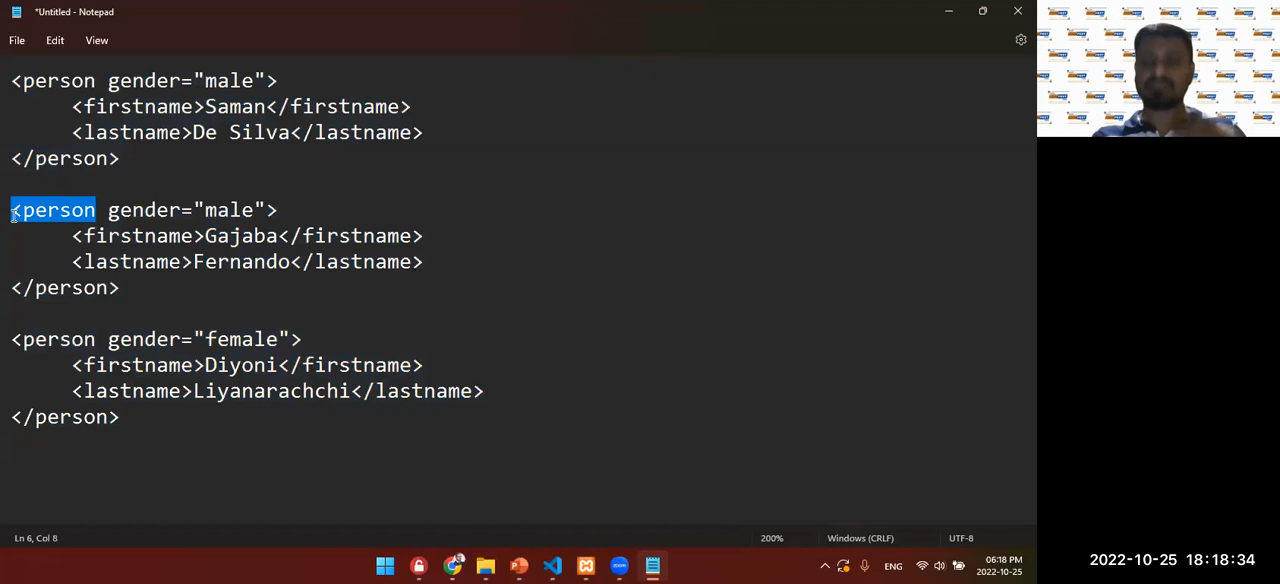 *Untitled - Notepad
File Edit View
<person gender="male">
<firstname>Saman</firstname>
<lastname>De Silva</lastname>
</person>
<person gender="male">
<firstname>Gajaba</firstname>
<lastname>Fernando</lastname>
</person>
<person gender="female">
<firstname>Diyoni</firstname>
<lastname>Liyanarachchi</lastname>
</person>
Ln 6, Col 8 200% Windows (CRLF) UTF-8
ENG 06:18 PM
2022-10-25
2022-10-25 18:18:34